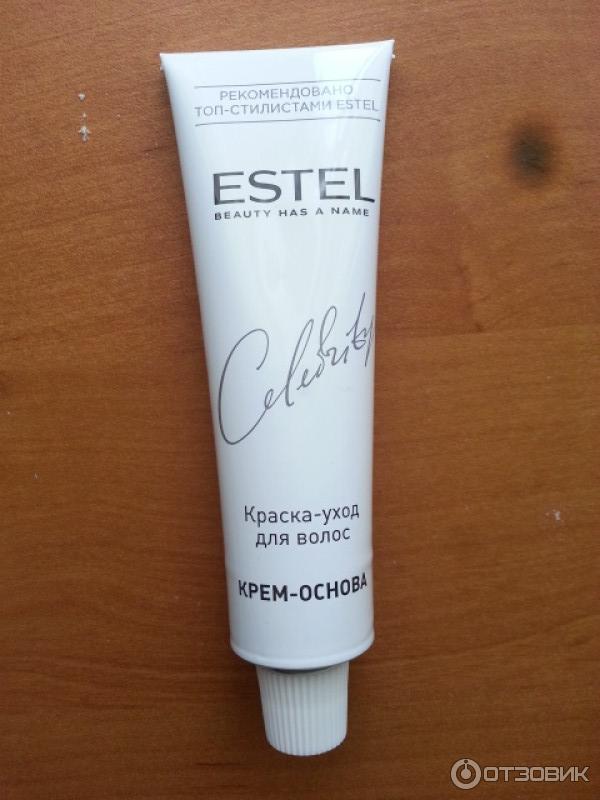 РЕКОМЕНДОВАНО
ТОП-СТИЛИСТАМИ ESTEL
ESTEL
BEAUTY HAS A NAME
Celebrity
Краска-уход
для волос
КРЕМ-ОСНОВА
ОТЗОВИК